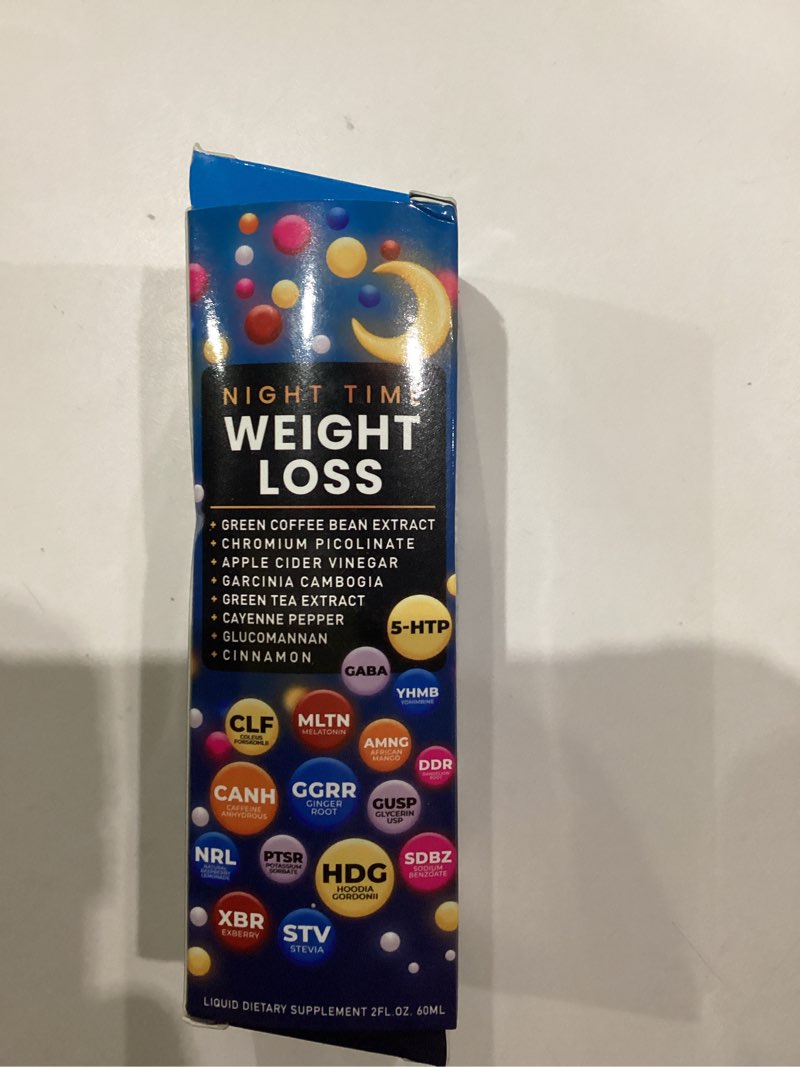 NIGHT TIME
WEIGHT
LOSS
+ GREEN COFFEE BEAN EXTRACT
+ CHROMIUM PICOLINATE
+ APPLE CIDER VINEGAR
+ GARCINIA CAMBOGIA
+ GREEN TEA EXTRACT
+ CAYENNE PEPPER
+ GLUCOMANNAN
+ CINNAMON
5-HTP
GABA
YHMB
YOHIMBINE
CLF
COLEUS
FORSKOHLII
MLTN
MELATONIN
AMNG
AFRICAN
MANGO
DDR
DANDELION
ROOT
CANH
CAFFEINE
ANHYDROUS
GGRR
GINGER
ROOT
GUSP
GLYCERIN
USP
NRL
NATURAL
RASPBERRY
LEMONADE
PTSR
POTASSIUM
SORBATE
HDG
HOODIA
GORDONII
SDBZ
SODIUM
BENZOATE
XBR
EXBERRY
STV
STEVIA
LIQUID DIETARY SUPPLEMENT 2FL.OZ. 60ML